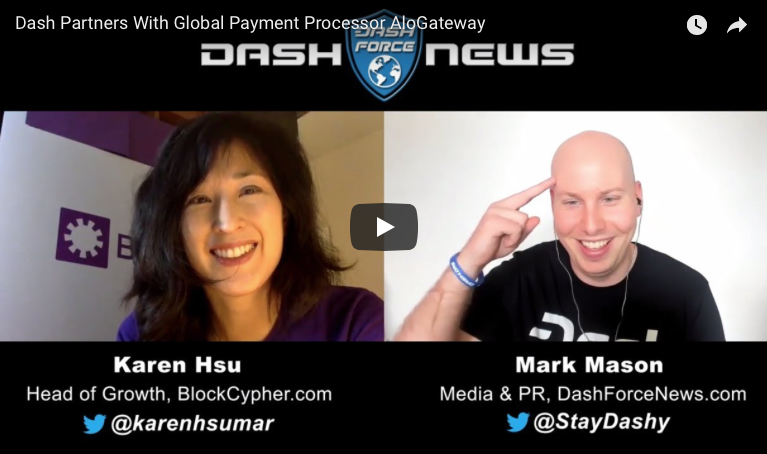 Dash Partners With Global Payment Processor AloGateway
DASH
DASH
FORCE
NEWS
B
Karen Hsu
Mark Mason
Head of Growth, BlockCypher.com
Media & PR, DashForceNews.com
@karenhsumar
@StayDashy